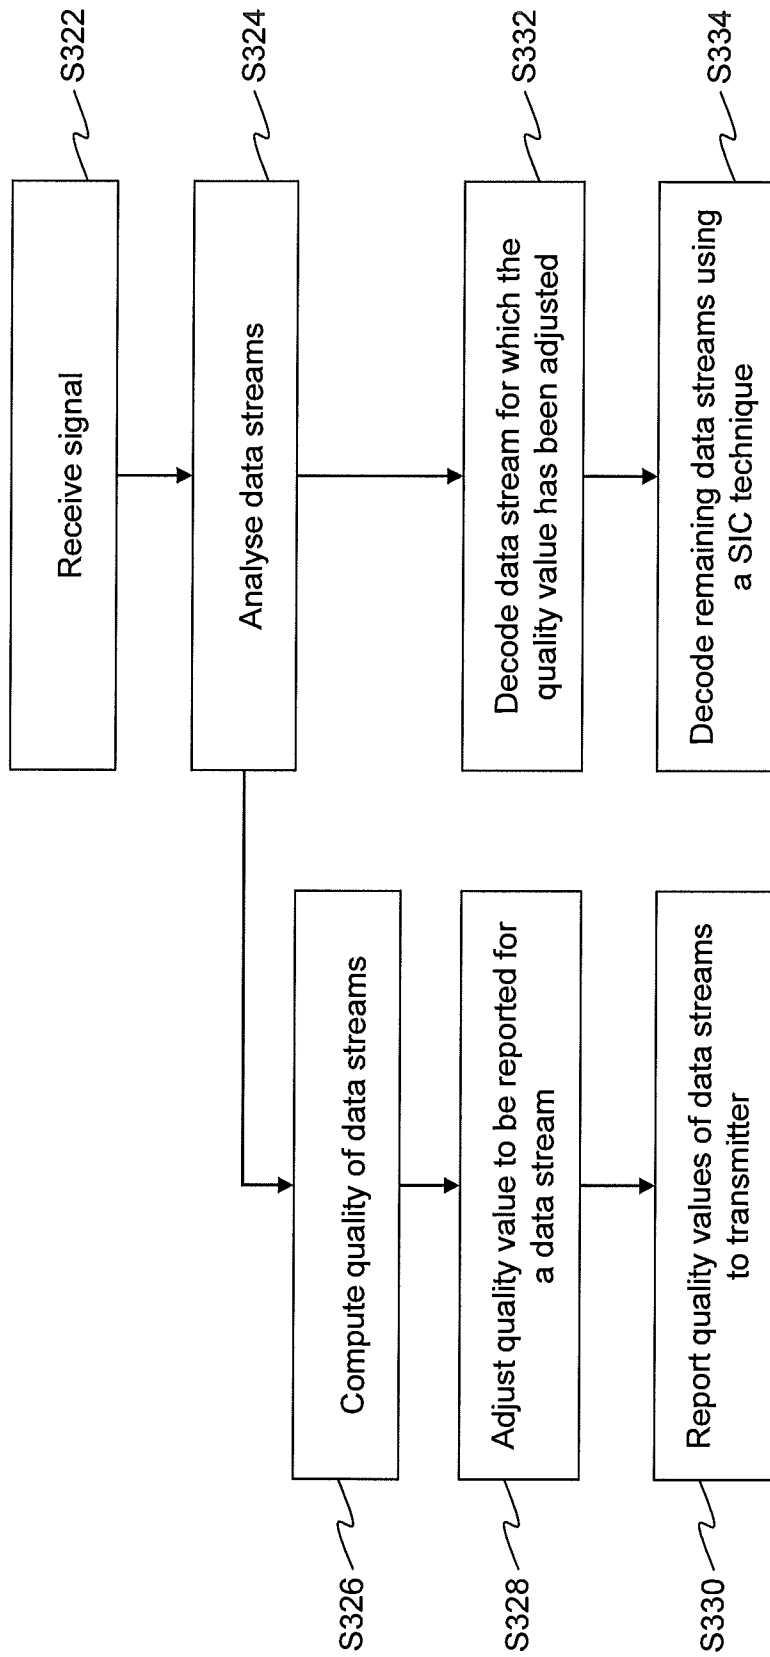 Receive signal
S322
Analyse data streams
S324
Compute quality of data streams
S326
Adjust quality value to be reported for
a data stream
S328
Report quality values of data streams
to transmitter
S330
Decode data stream for which the
quality value has been adjusted
S332
Decode remaining data streams using
a SIC technique
S334